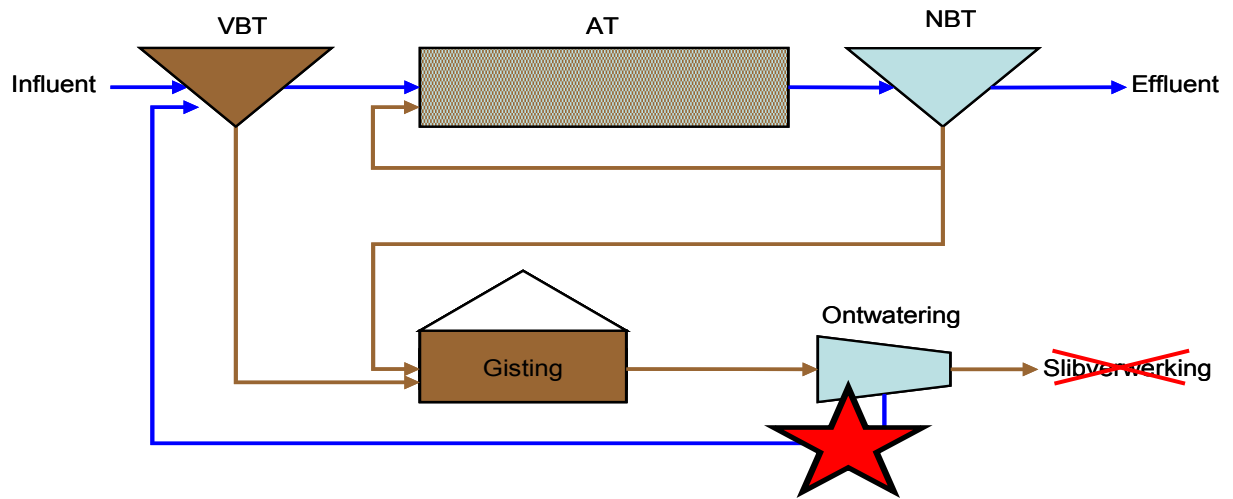 VBT
AT
NBT
Influent
Effluent
Ontwatering
Gisting
Slibverwerking